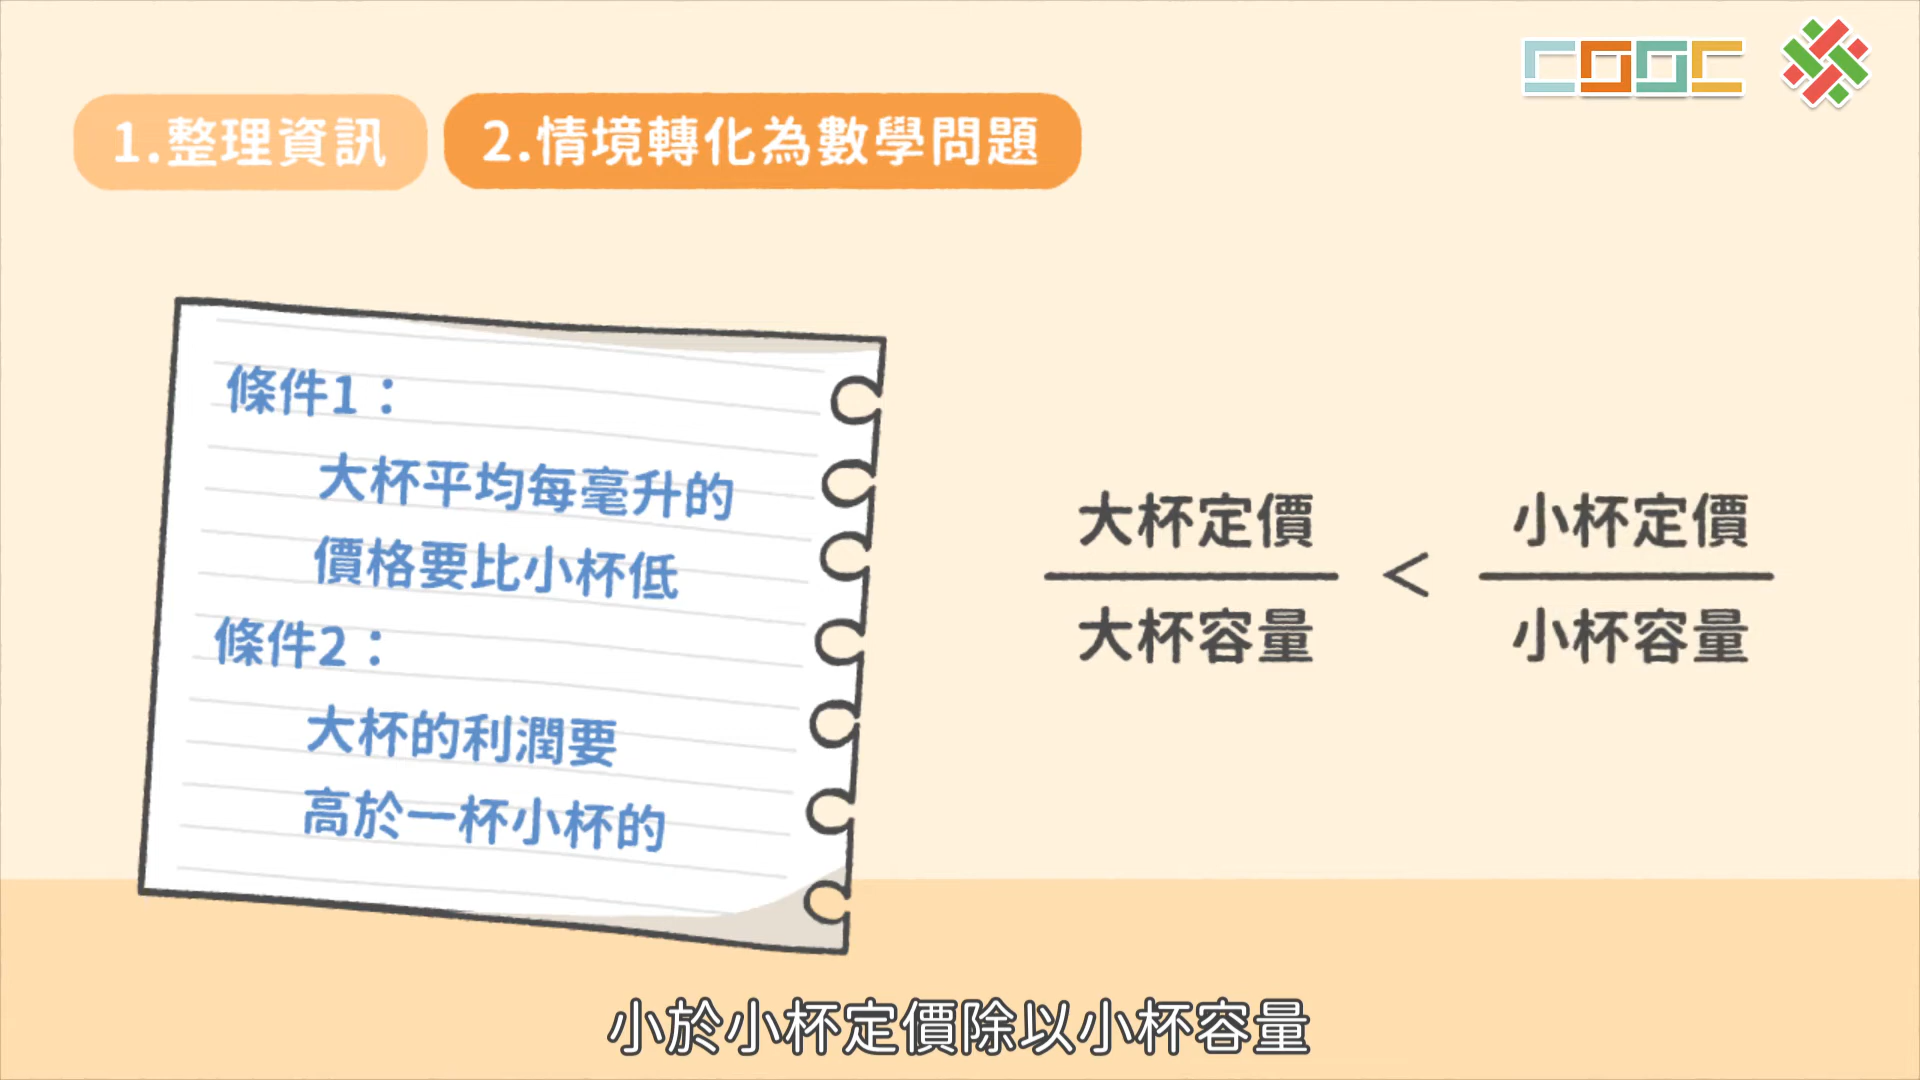 COOC
1.整理資訊
2.情境轉化為數學問題
條件1：
大杯平均每毫升的
價格要比小杯低
條件2：
大杯的利潤要
高於一杯小杯的
大杯定價
大杯容量
<
小杯定價
小杯容量
小於小杯定價除以小杯容量